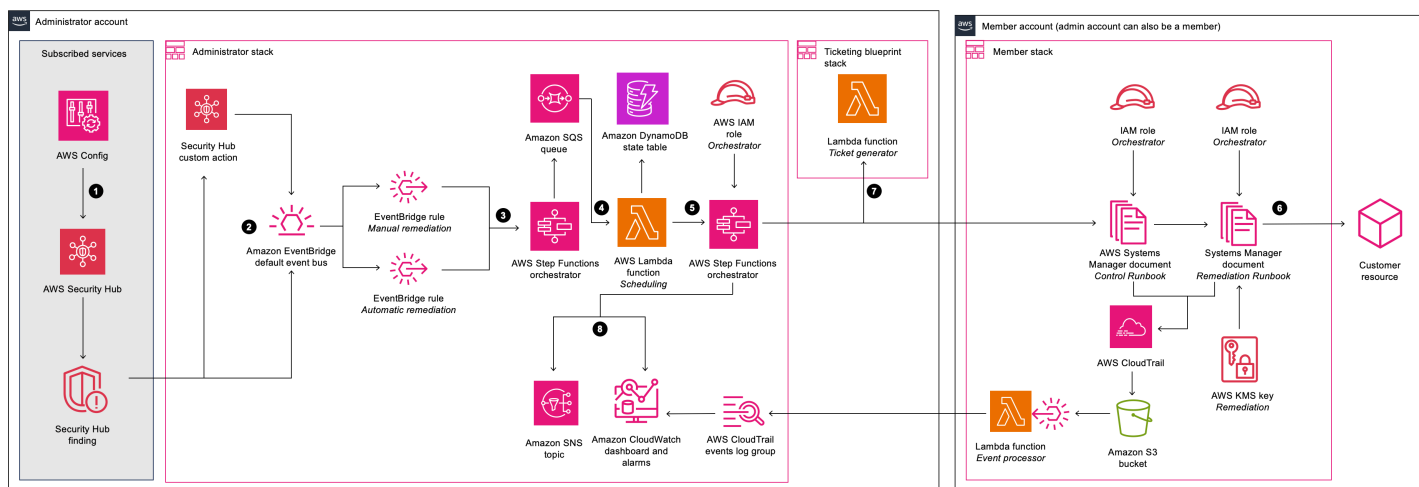 aws
Administrator account
Subscribed services
AWS Config
1
AWS Security Hub
Security Hub
finding
Administrator stack
Security Hub
custom action
2
Amazon EventBridge
default event bus
EventBridge rule
Manual remediation
EventBridge rule
Automatic remediation
3
Amazon SQS
queue
AWS Step Functions
orchestrator
4
Amazon DynamoDB
state table
AWS Lambda
function
Scheduling
5
AWS IAM
role
Orchestrator
AWS Step Functions
orchestrator
8
Amazon SNS
topic
Amazon CloudWatch
dashboard and
alarms
AWS CloudTrail
events log group
Ticketing blueprint
stack
Lambda function
Ticket generator
7
aws
Member account (admin account can also be a member)
Member stack
IAM role
Orchestrator
IAM role
Orchestrator
AWS Systems
Manager document
Control Runbook
Systems Manager
document
Remediation Runbook
6
Customer
resource
AWS CloudTrail
AWS KMS key
Remediation
Lambda function
Event processor
Amazon S3
bucket